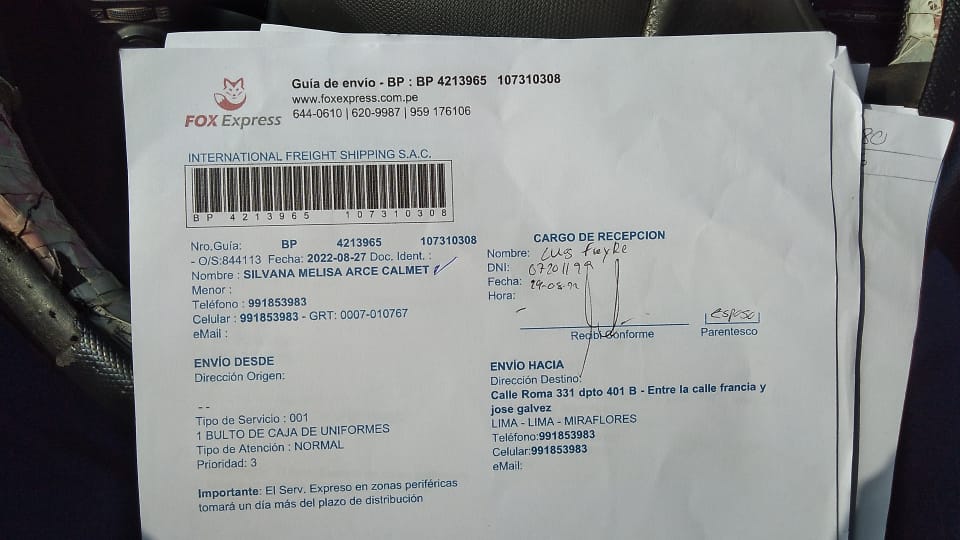 FOX Express
Guía de envío - BP : BP 4213965 107310308
www.foxexpress.com.pe
644-0610 | 620-9987 | 959 176106
INTERNATIONAL FREIGHT SHIPPING S.A.C.
BP 4213965 107310308
Nro.Guía: BP 4213965 107310308
- O/S:844113 Fecha: 2022-08-27 Doc. Ident. :
Nombre : SILVANA MELISA ARCE CALMET
Menor :
Teléfono : 991853983
Celular : 991853983 - GRT: 0007-010767
eMail :
CARGO DE RECEPCION
Nombre: Luis Freyre
DNI: 07201199
Fecha: 29-08-22
Hora:
Recibí Conforme
esposo
Parentesco
ENVÍO DESDE
Dirección Origen:
- -
Tipo de Servicio : 001
1 BULTO DE CAJA DE UNIFORMES
Tipo de Atención : NORMAL
Prioridad: 3
ENVÍO HACIA
Dirección Destino:
Calle Roma 331 dpto 401 B - Entre la calle francia y
jose galvez
LIMA - LIMA - MIRAFLORES
Teléfono:991853983
Celular:991853983
eMail:
Importante: El Serv. Expreso en zonas periféricas
tomará un día más del plazo de distribución